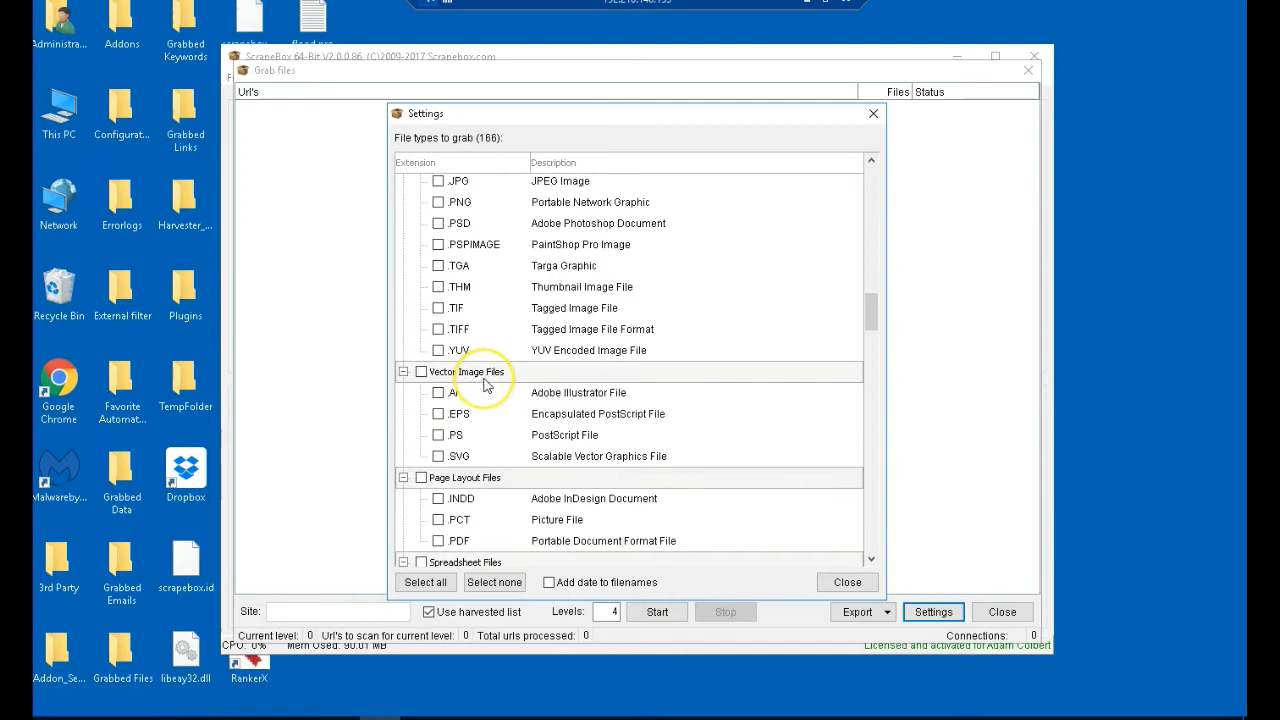 192.210.140.155
Administra...
Addons
Grabbed
Keywords
ScrapeBox 64-Bit V2.0.0.86 (C)2009-2017 Scrapebox.com
Grab files
Url's
Files
Status
Settings
File types to grab (166):
Extension
Description
.JPG JPEG Image
.PNG Portable Network Graphic
.PSD Adobe Photoshop Document
.PSPIMAGE PaintShop Pro Image
.TGA Targa Graphic
.THM Thumbnail Image File
.TIF Tagged Image File
.TIFF Tagged Image File Format
.YUV YUV Encoded Image File
Vector Image Files
Adobe Illustrator File
.EPS Encapsulated PostScript File
.PS PostScript File
.SVG Scalable Vector Graphics File
Page Layout Files
.INDD Adobe InDesign Document
.PCT Picture File
.PDF Portable Document Format File
Spreadsheet Files
Select all
Select none
Add date to filenames
Close
Site:
Use harvested list
Levels: 4
Start
Stop
Export
Settings
Close
Current level: 0 Url's to scan for current level: 0 Total urls processed: 0
Connections: 0
CPU: 0% Mem Used: 90.01 MB
Licensed and activated for Adam Colbert
This PC
Configurat...
Grabbed
Links
Network
Errorlogs
Harvester_...
Recycle Bin
External filter
Plugins
Google
Chrome
Favorite
Automat...
TempFolder
Malwareby...
Grabbed
Data
Dropbox
3rd Party
Grabbed
Emails
scrapebox.id
Addon_Se...
Grabbed Files
libeay32.dll
RankerX